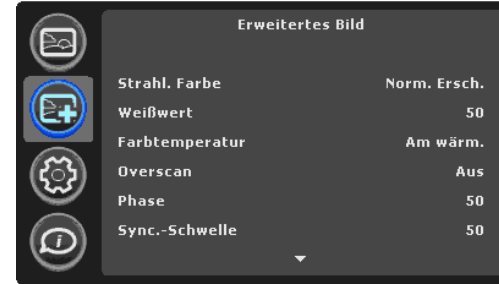 Erweitertes Bild
Strahl. Farbe Norm. Ersch.
Weißwert 50
Farbtemperatur Am wärm.
Overscan Aus
Phase 50
Sync.-Schwelle 50